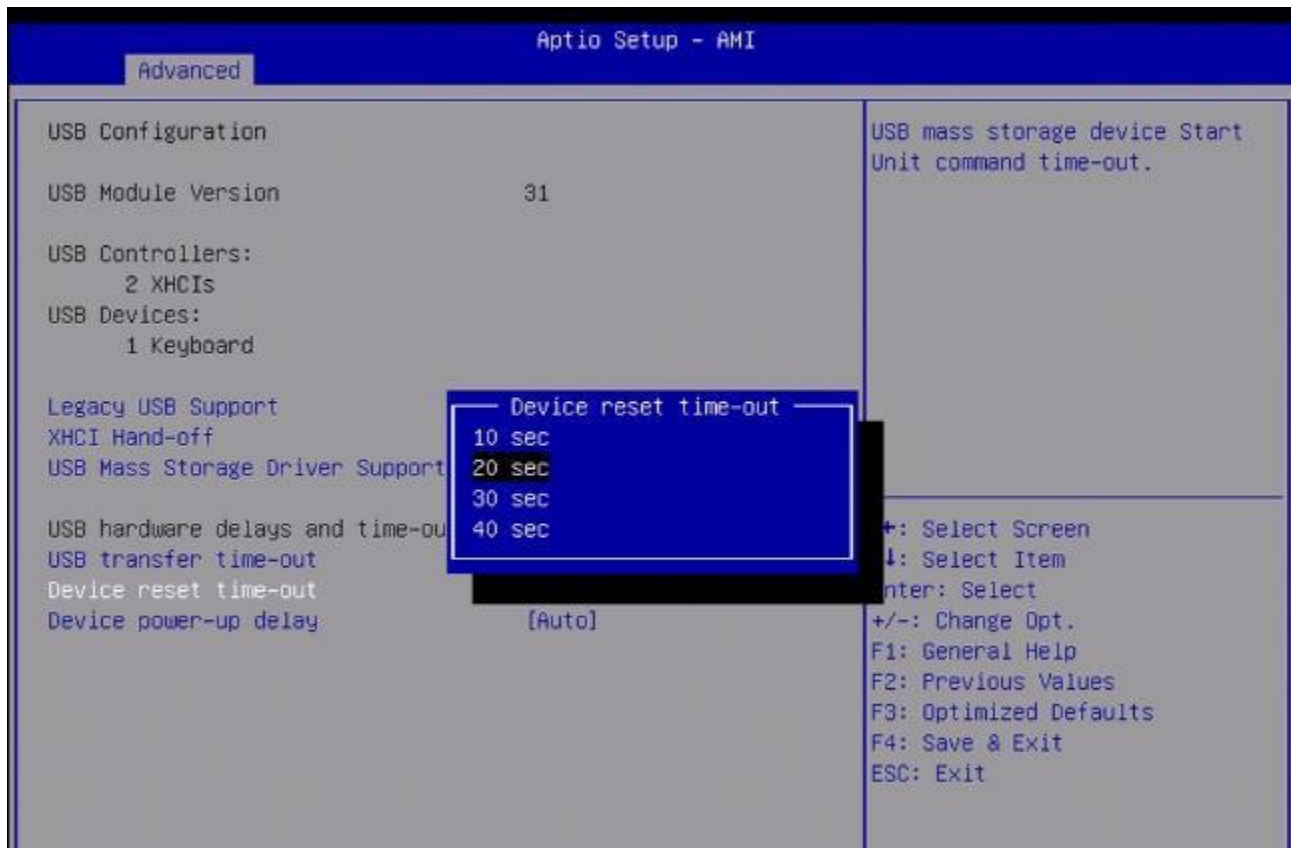 Aptio Setup - AMI
Advanced
USB Configuration
USB Module Version 31
USB Controllers:
2 XHCIs
USB Devices:
1 Keyboard
Legacy USB Support
XHCI Hand-off
USB Mass Storage Driver Support
USB hardware delays and time-ou
USB transfer time-out
Device reset time-out
Device power-up delay [Auto]
Device reset time-out
10 sec
20 sec
30 sec
40 sec
USB mass storage device Start
Unit command time-out.
: Select Screen
: Select Item
nter: Select
+/-: Change Opt.
F1: General Help
F2: Previous Values
F3: Optimized Defaults
F4: Save & Exit
ESC: Exit